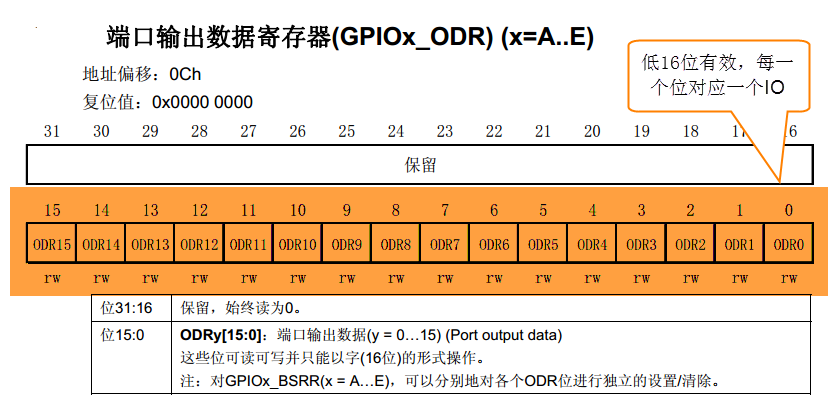 端口输出数据寄存器(GPIOx_ODR) (x=A..E)
低16位有效，每一
个位对应一个IO
地址偏移：0Ch
复位值：0x0000 0000
31 30 29 28 27 26 25 24 23 22 21 20 19 18 17 16
保留
15 14 13 12 11 10 9 8 7 6 5 4 3 2 1 0
ODR15 ODR14 ODR13 ODR12 ODR11 ODR10 ODR9 ODR8 ODR7 ODR6 ODR5 ODR4 ODR3 ODR2 ODR1 ODR0
rw rw rw rw rw rw rw rw rw rw rw rw rw rw rw rw
位31:16 保留，始终读为0。
位15:0 ODRy[15:0]：端口输出数据(y = 0…15) (Port output data)
这些位可读可写并只能以字(16位)的形式操作。
注：对GPIOx_BSRR(x = A…E)，可以分别地对各个ODR位进行独立的设置/清除。